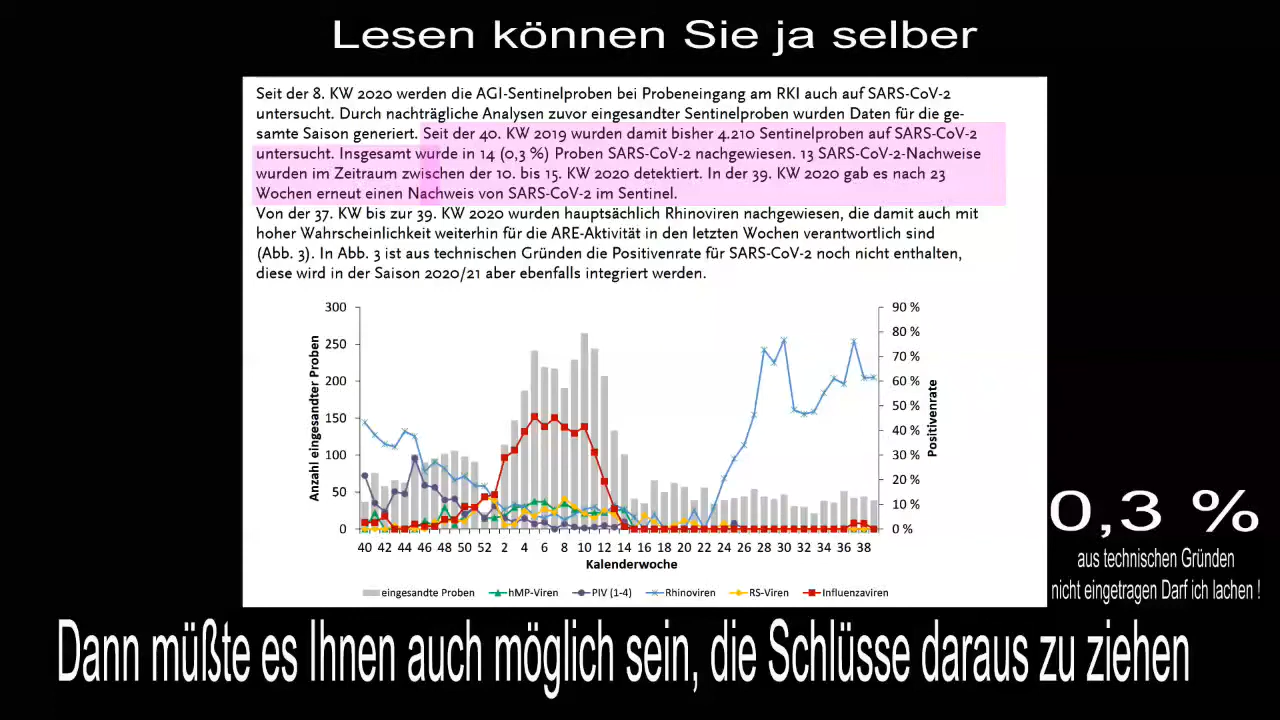 Lesen können Sie ja selber
Seit der 8. KW 2020 werden die AGI-Sentinelproben bei Probeneingang am RKI auch auf SARS-CoV-2
untersucht. Durch nachträgliche Analysen zuvor eingesandter Sentinelproben wurden Daten für die ge-
samte Saison generiert. Seit der 40. KW 2019 wurden damit bisher 4.210 Sentinelproben auf SARS-CoV-2
untersucht. Insgesamt wurde in 14 (0,3 %) Proben SARS-CoV-2 nachgewiesen. 13 SARS-CoV-2-Nachweise
wurden im Zeitraum zwischen der 10. bis 15. KW 2020 detektiert. In der 39. KW 2020 gab es nach 23
Wochen erneut einen Nachweis von SARS-CoV-2 im Sentinel.
Von der 37. KW bis zur 39. KW 2020 wurden hauptsächlich Rhinoviren nachgewiesen, die damit auch mit
hoher Wahrscheinlichkeit weiterhin für die ARE-Aktivität in den letzten Wochen verantwortlich sind
(Abb. 3). In Abb. 3 ist aus technischen Gründen die Positivenrate für SARS-CoV-2 noch nicht enthalten,
diese wird in der Saison 2020/21 aber ebenfalls integriert werden.
Anzahl eingesandter Proben
300
250
200
150
100
50
0
90 %
80 %
70 %
60 %
50 %
40 %
30 %
20 %
10 %
0 %
Positivenrate
40 42 44 46 48 50 52 2 4 6 8 10 12 14 16 18 20 22 24 26 28 30 32 34 36 38
Kalenderwoche
eingesandte Proben hMP-Viren PIV (1-4) Rhinoviren RS-Viren Influenzaviren
0,3 %
aus technischen Gründen
nicht eingetragen Darf ich lachen !
Dann müßte es Ihnen auch möglich sein, die Schlüsse daraus zu ziehen